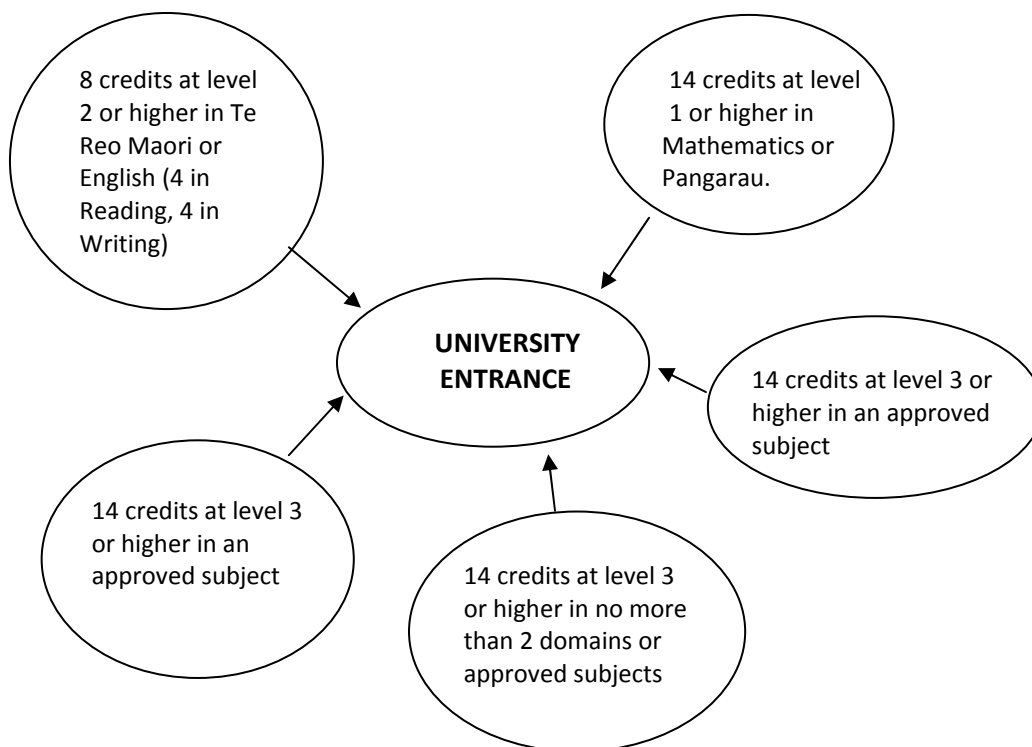 8 credits at level
2 or higher in Te
Reo Maori or
English (4 in
Reading, 4 in
Writing)
14 credits at level
1 or higher in
Mathematics or
Pangarau.
UNIVERSITY
ENTRANCE
14 credits at level 3 or
higher in an approved
subject
14 credits at level 3
or higher in an
approved subject
14 credits at level 3
or higher in no more
than 2 domains or
approved subjects